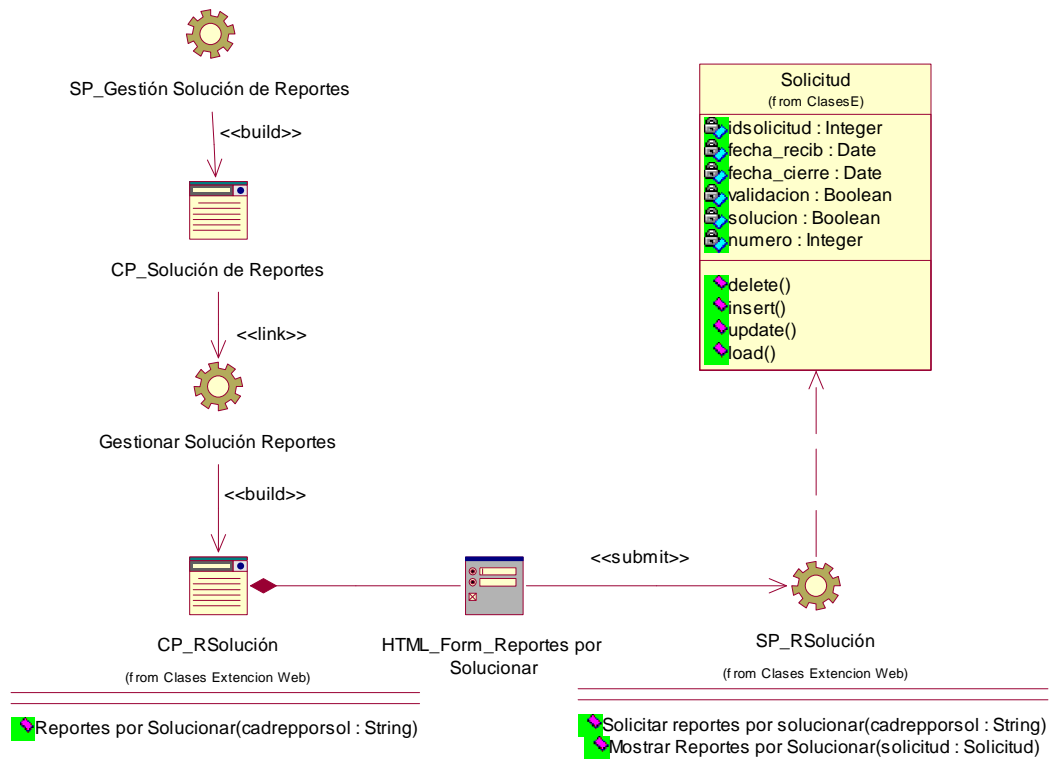 SP_Gestión Solución de Reportes
<<build>>
CP_Solución de Reportes
<<link>>
Gestionar Solución Reportes
<<build>>
CP_RSolución
(from Clases Extencion Web)
Reportes por Solucionar(cadrepporsol : String)
HTML_Form_Reportes por
Solucionar
<<submit>>
SP_RSolución
(from Clases Extencion Web)
Solicitar reportes por solucionar(cadrepporsol : String)
Mostrar Reportes por Solucionar(solicitud : Solicitud)
Solicitud
(from ClasesE)
idsolicitud : Integer
fecha_recib : Date
fecha_cierre : Date
validacion : Boolean
solucion : Boolean
numero : Integer
delete()
insert()
update()
load()